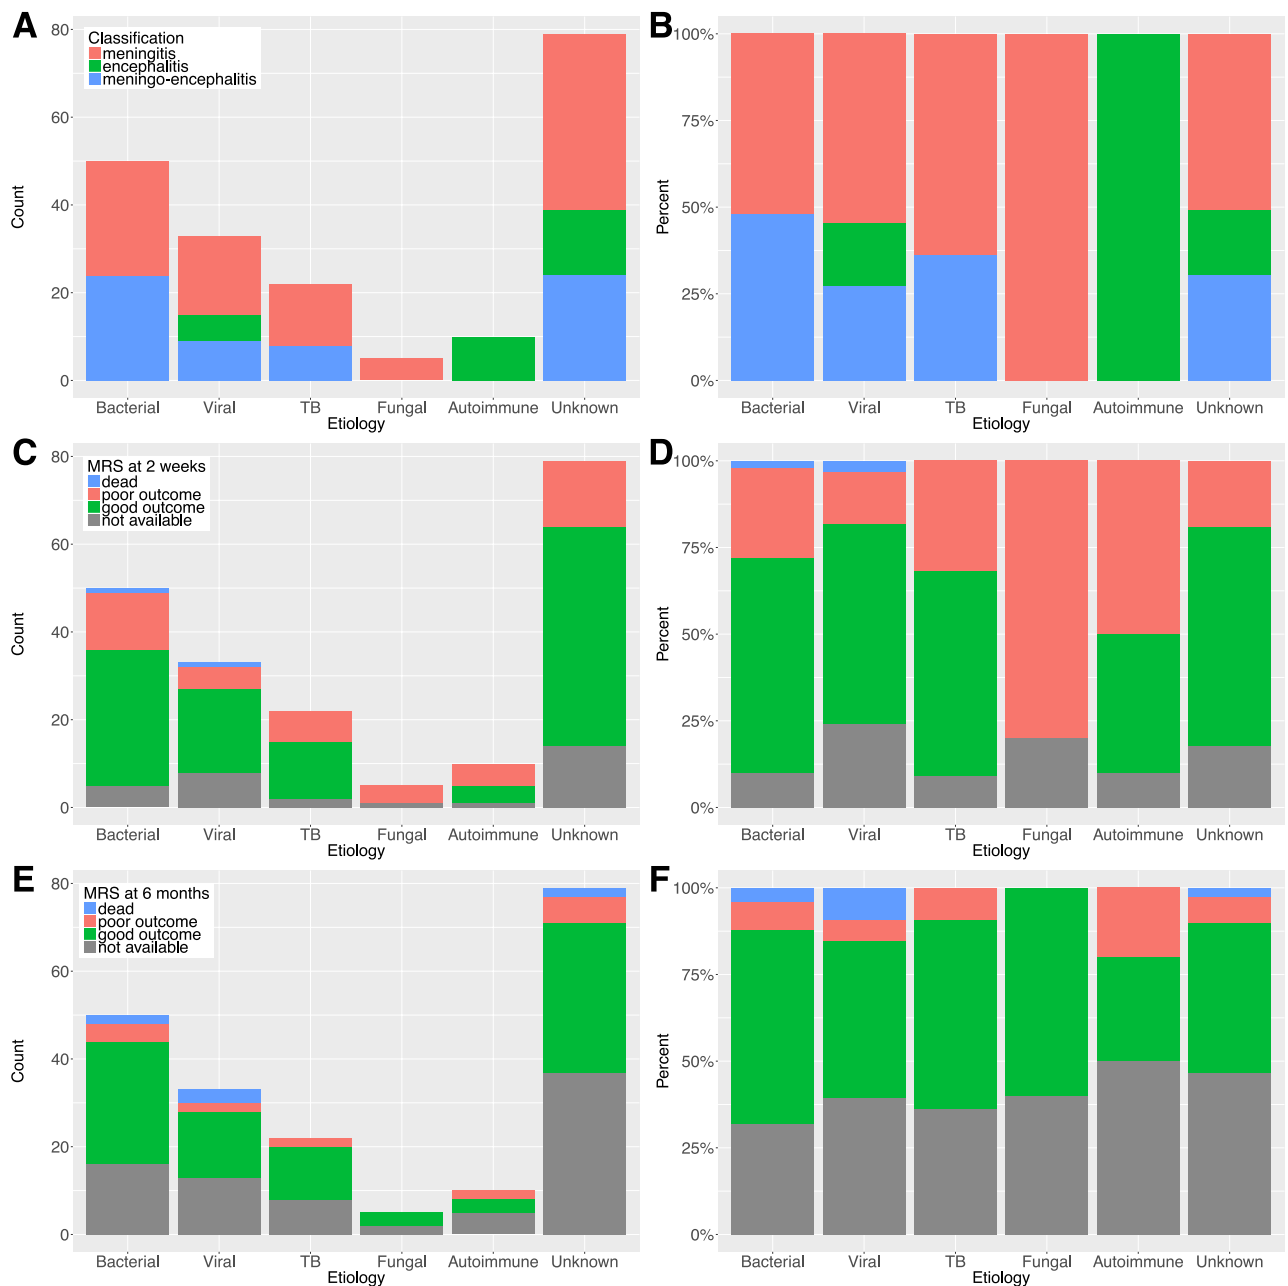 A
Classification
meningitis
encephalitis
meningo-encephalitis
80
60
40
20
0
Count
Bacterial Viral TB Fungal Autoimmune Unknown
Etiology
B
100%
75%
50%
25%
0%
Percent
Bacterial Viral TB Fungal Autoimmune Unknown
Etiology
C
MRS at 2 weeks
dead
poor outcome
good outcome
not available
80
60
40
20
0
Count
Bacterial Viral TB Fungal Autoimmune Unknown
Etiology
D
100%
75%
50%
25%
0%
Percent
Bacterial Viral TB Fungal Autoimmune Unknown
Etiology
E
MRS at 6 months
dead
poor outcome
good outcome
not available
80
60
40
20
0
Count
Bacterial Viral TB Fungal Autoimmune Unknown
Etiology
F
100%
75%
50%
25%
0%
Percent
Bacterial Viral TB Fungal Autoimmune Unknown
Etiology